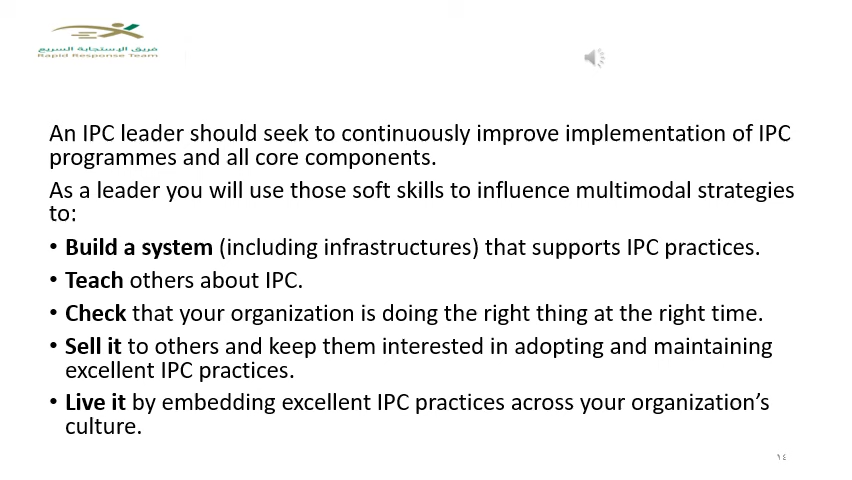 فريق الإستجابة السريع
Rapid Response Team
An IPC leader should seek to continuously improve implementation of IPC
programmes and all core components.
As a leader you will use those soft skills to influence multimodal strategies
to:
• Build a system (including infrastructures) that supports IPC practices.
• Teach others about IPC.
• Check that your organization is doing the right thing at the right time.
• Sell it to others and keep them interested in adopting and maintaining
excellent IPC practices.
• Live it by embedding excellent IPC practices across your organization’s
culture.
١٤